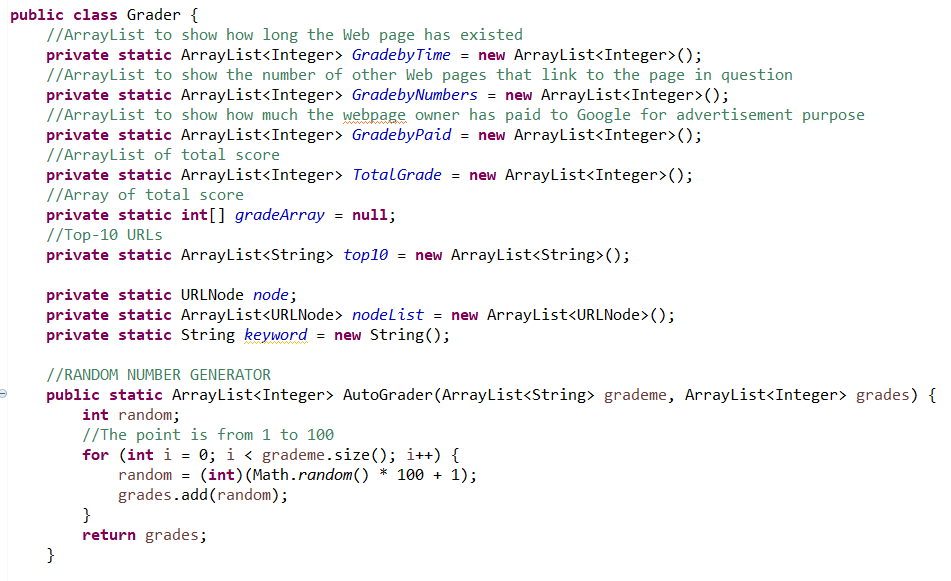 public class Grader {
    //ArrayList to show how long the Web page has existed
    private static ArrayList<Integer> GradebyTime = new ArrayList<Integer>();
    //ArrayList to show the number of other Web pages that link to the page in question
    private static ArrayList<Integer> GradebyNumbers = new ArrayList<Integer>();
    //ArrayList to show how much the webpage owner has paid to Google for advertisement purpose
    private static ArrayList<Integer> GradebyPaid = new ArrayList<Integer>();
    //ArrayList of total score
    private static ArrayList<Integer> TotalGrade = new ArrayList<Integer>();
    //Array of total score
    private static int[] gradeArray = null;
    //Top-10 URLs
    private static ArrayList<String> top10 = new ArrayList<String>();

    private static URLNode node;
    private static ArrayList<URLNode> nodeList = new ArrayList<URLNode>();
    private static String keyword = new String();

    //RANDOM NUMBER GENERATOR
    public static ArrayList<Integer> AutoGrader(ArrayList<String> grademe, ArrayList<Integer> grades) {
        int random;
        //The point is from 1 to 100
        for (int i = 0; i < grademe.size(); i++) {
            random = (int)(Math.random() * 100 + 1);
            grades.add(random);
        }
        return grades;
    }